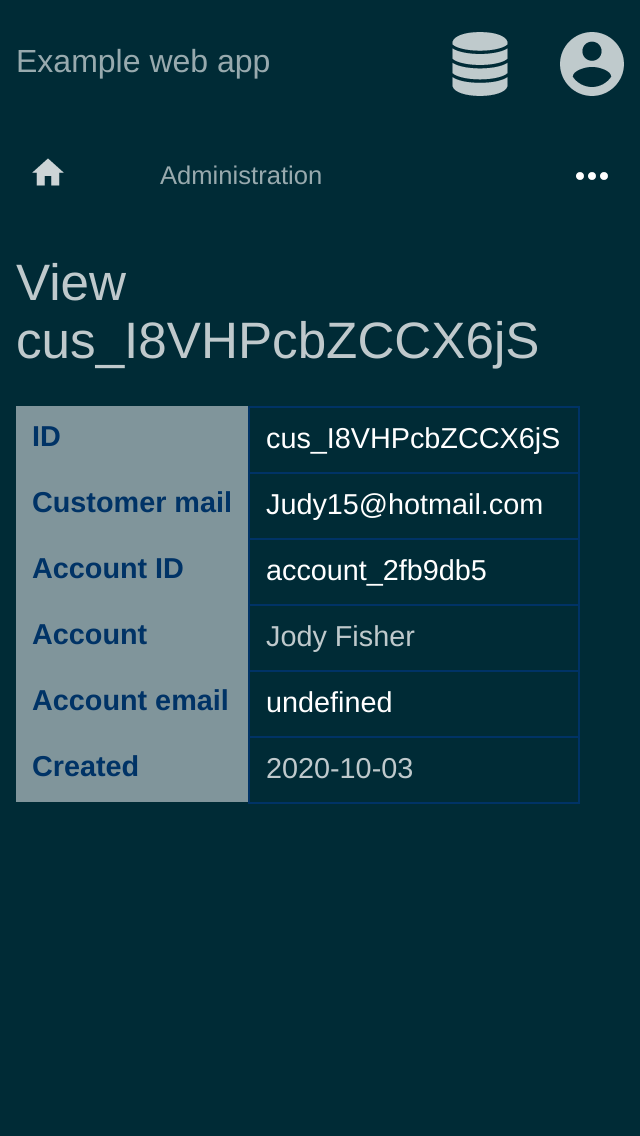 Example web app
Administration
View
cus_I8VHPcbZCCX6jS
ID cus_I8VHPcbZCCX6jS
Customer mail Judy15@hotmail.com
Account ID account_2fb9db5
Account Jody Fisher
Account email undefined
Created 2020-10-03